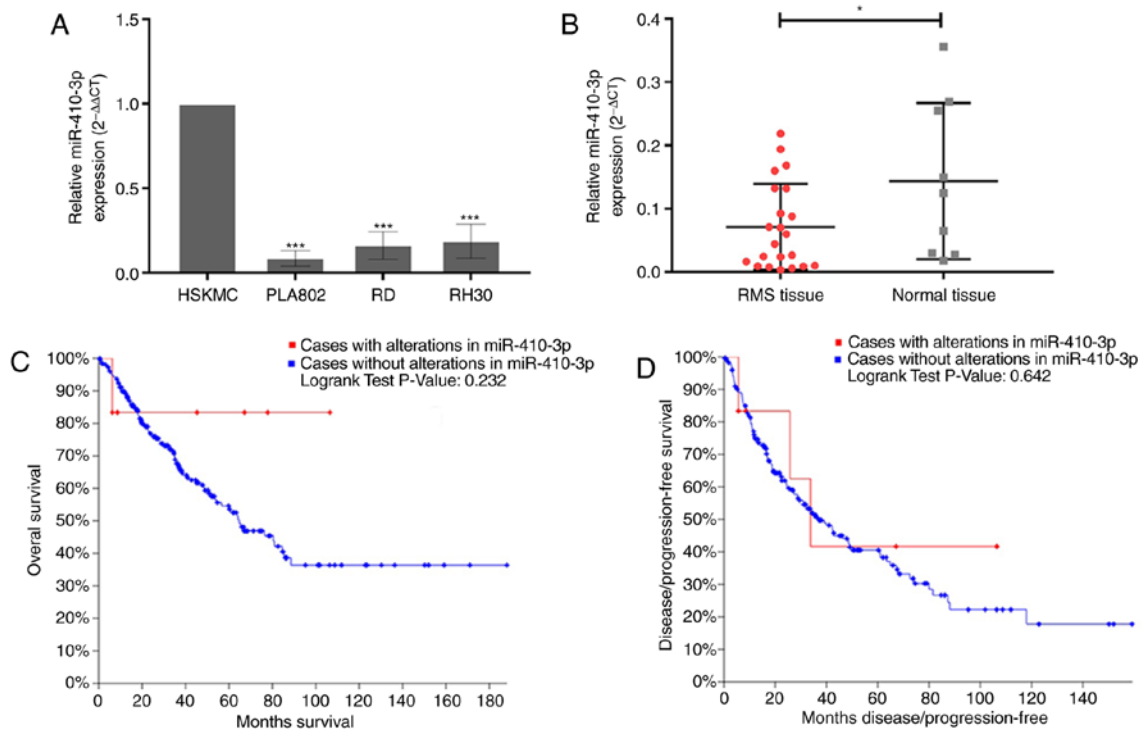 A
Relative miR-410-3p
expression (2−ΔΔCT)
1.5
1.0
0.5
0.0
***
***
***
HSKMC
PLA802
RD
RH30
B
Relative miR-410-3p
expression (2−ΔΔCT)
0.4
0.3
0.2
0.1
0.0
*
RMS tissue
Normal tissue
C
Cases with alterations in miR-410-3p
Cases without alterations in miR-410-3p
Logrank Test P-Value: 0.232
Overal survival
100%
90%
80%
70%
60%
50%
40%
30%
20%
10%
0%
0 20 40 60 80 100 120 140 160 180
Months survival
D
Cases with alterations in miR-410-3p
Cases without alterations in miR-410-3p
Logrank Test P-Value: 0.642
Disease/progression-free survival
100%
90%
80%
70%
60%
50%
40%
30%
20%
10%
0%
0 20 40 60 80 100 120 140
Months disease/progression-free